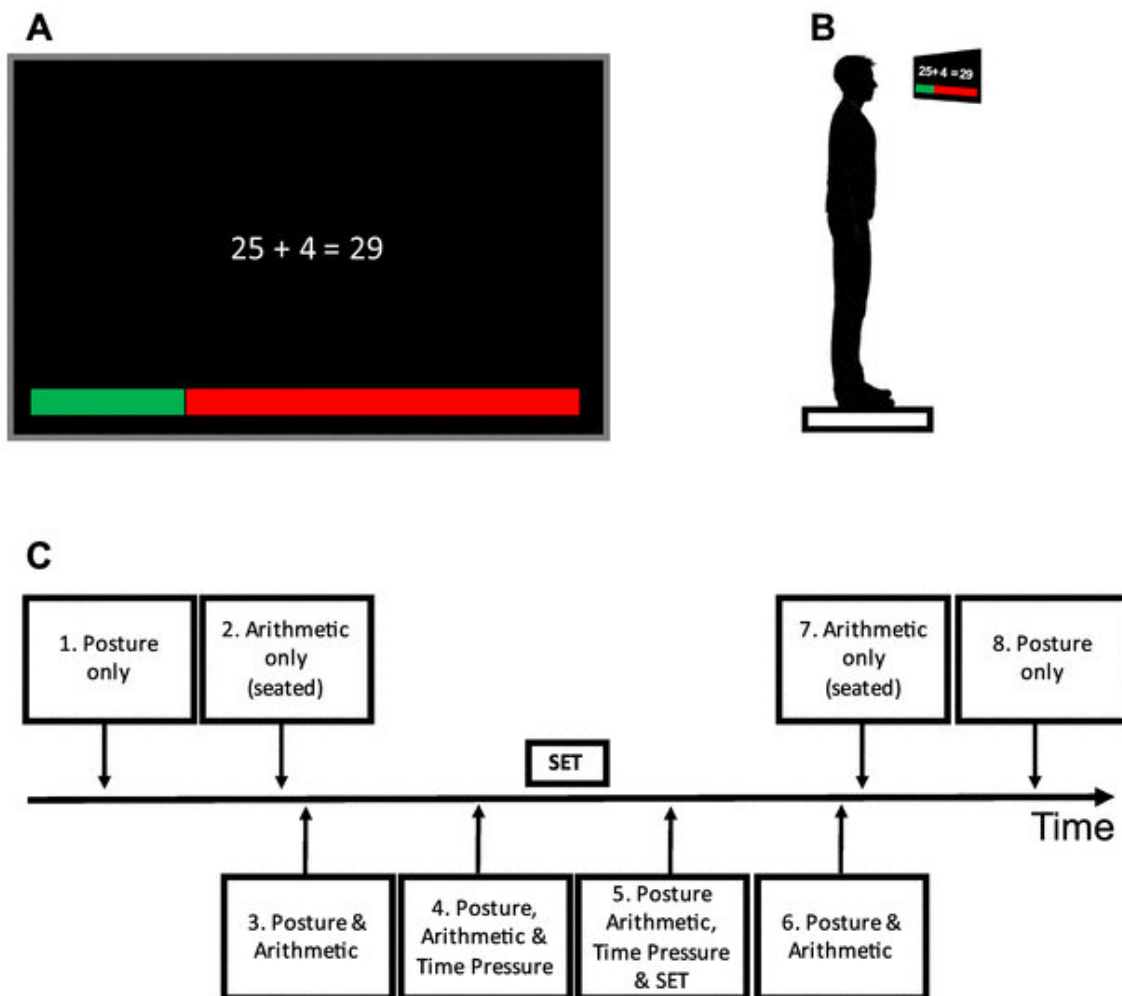 A
B
25 + 4 = 29
25+ 4 = 29
C
1. Posture
only
2. Arithmetic
only
(seated)
7. Arithmetic
only
(seated)
8. Posture
only
SET
Time
3. Posture &
Arithmetic
4. Posture,
Arithmetic &
Time Pressure
5. Posture
Arithmetic,
Time Pressure
& SET
6. Posture &
Arithmetic